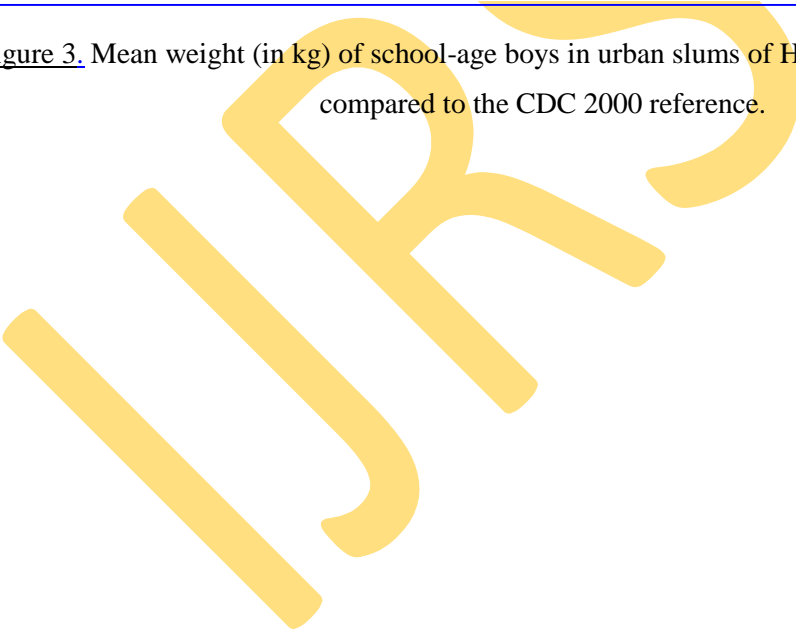 gure 3. Mean weight (in kg) of school-age boys in urban slums of H
compared to the CDC 2000 reference.
IJRS